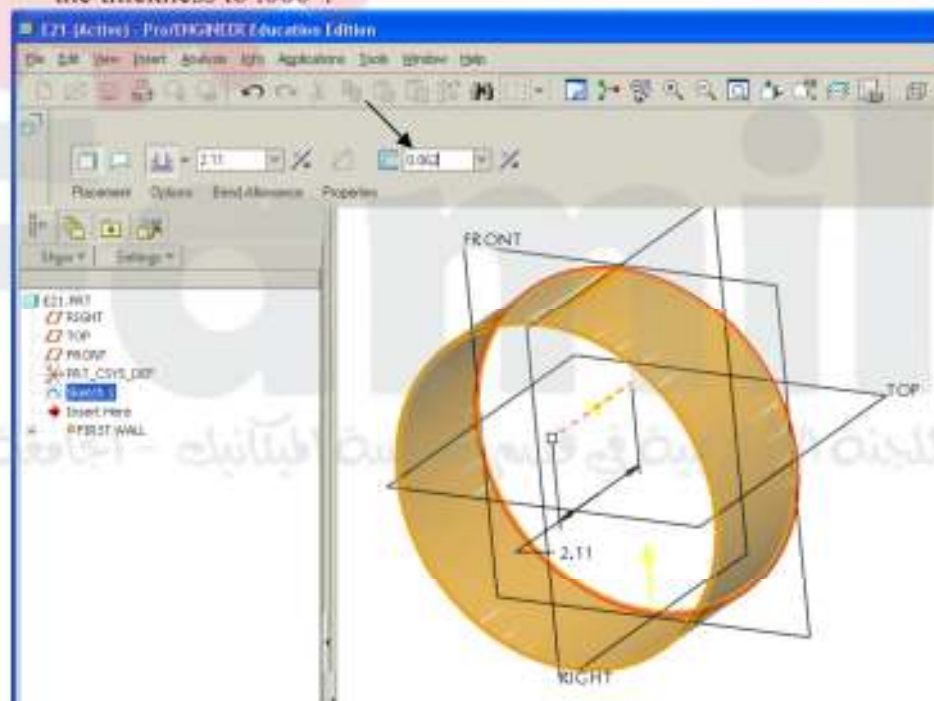 E21 (Active) - Pro/ENGINEER Education Edition
File Edit View Insert Analysis Info Applications Tools Window Help
2.11
0.062
Placement Options Bend Allowance Properties
Show Settings
E21.PRT
RIGHT
TOP
FRONT
PRT_CSYS_DEF
Sketch 1
Insert Here
FIRST WALL
FRONT
TOP
2.11
RIGHT